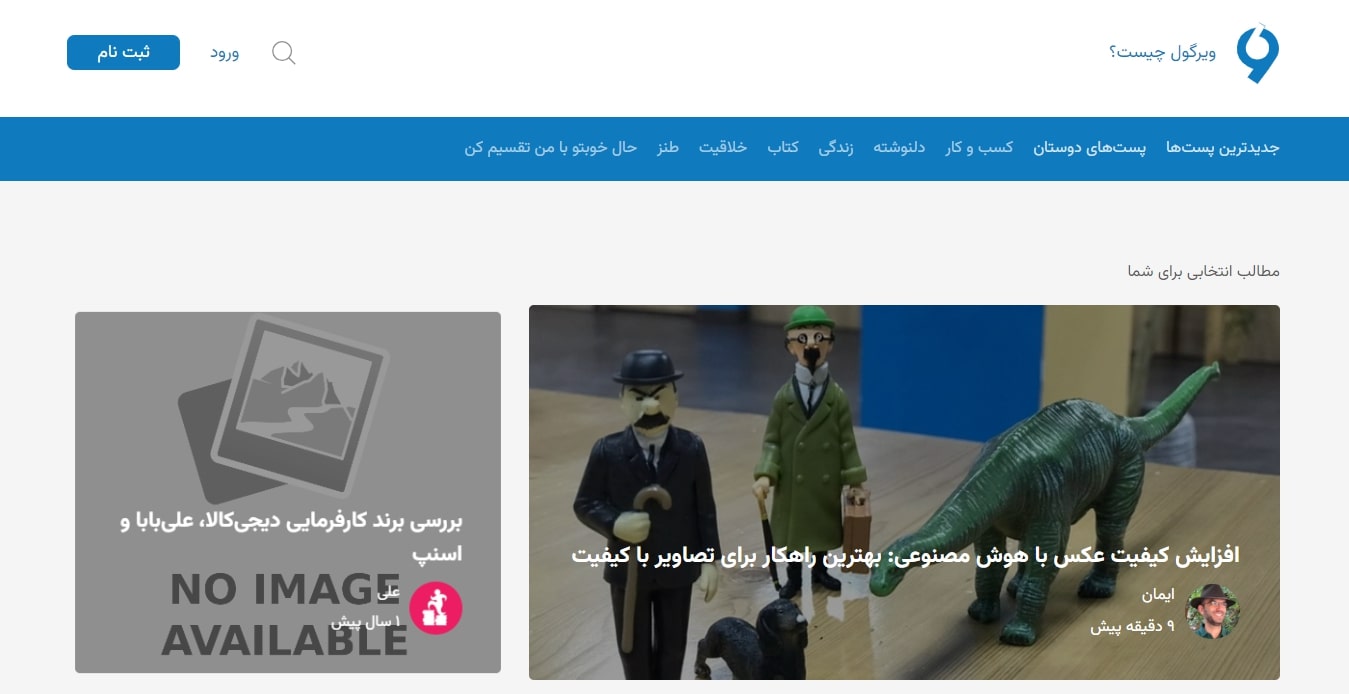 ویرگول چیست؟
ورود
ثبت نام
جدیدترین پست‌ها
پست‌های دوستان
کسب و کار
دلنوشته
زندگی
کتاب
خلاقیت
طنز
حال خوبتو با من تقسیم کن
مطالب انتخابی برای شما
افزایش کیفیت عکس با هوش مصنوعی: بهترین راهکار برای تصاویر با کیفیت
ایمان
۹ دقیقه پیش
بررسی برند کارفرمایی دیجی‌کالا، علی‌بابا و
اسنپ
علی
۱ سال پیش
NO IMAGE
AVAILABLE